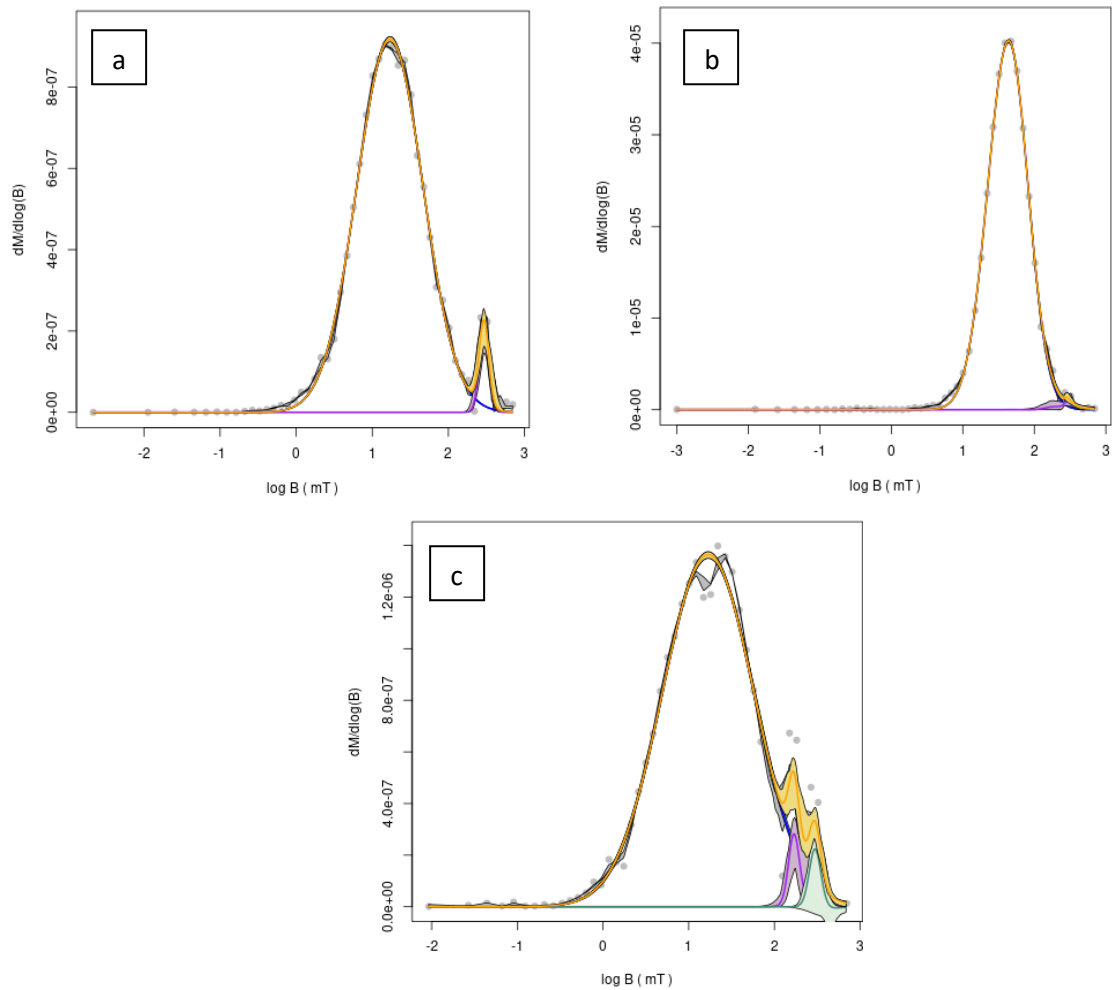 a
dM/dlog(B)
8e-07
6e-07
4e-07
2e-07
0e+00
-2 -1 0 1 2 3
log B ( mT )
b
dM/dlog(B)
4e-05
3e-05
2e-05
1e-05
0e+00
-3 -2 -1 0 1 2 3
log B ( mT )
c
dM/dlog(B)
1.2e-06
8.0e-07
4.0e-07
0.0e+00
-2 -1 0 1 2 3
log B ( mT )